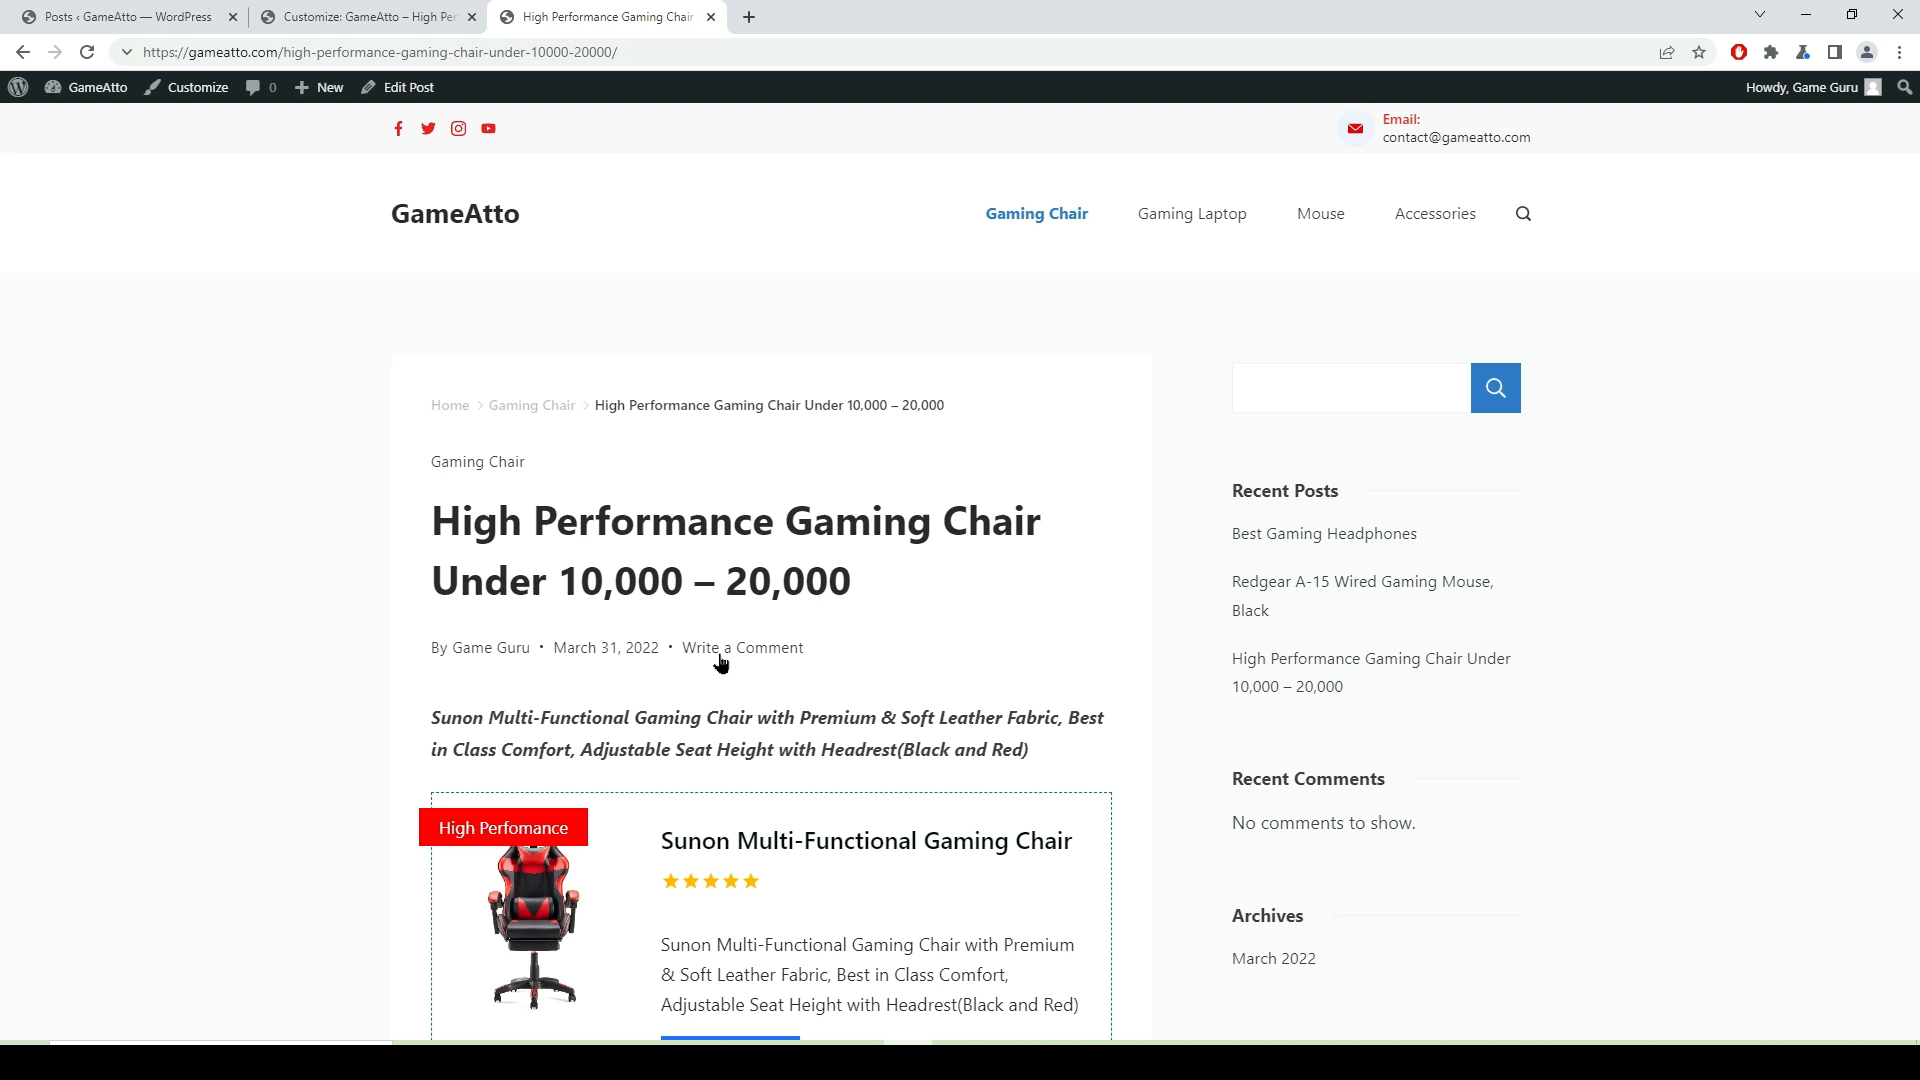 Posts ‹ GameAtto — WordPress
Customize: GameAtto – High Per
High Performance Gaming Chair
https://gameatto.com/high-performance-gaming-chair-under-10000-20000/
GameAtto
Customize
0
New
Edit Post
Howdy, Game Guru
Email:
contact@gameatto.com
GameAtto
Gaming Chair
Gaming Laptop
Mouse
Accessories
Home > Gaming Chair > High Performance Gaming Chair Under 10,000 – 20,000
Gaming Chair
High Performance Gaming Chair
Under 10,000 – 20,000
By Game Guru • March 31, 2022 • Write a Comment
Sunon Multi-Functional Gaming Chair with Premium & Soft Leather Fabric, Best
in Class Comfort, Adjustable Seat Height with Headrest(Black and Red)
High Perfomance
Sunon Multi-Functional Gaming Chair
Sunon Multi-Functional Gaming Chair with Premium
& Soft Leather Fabric, Best in Class Comfort,
Adjustable Seat Height with Headrest(Black and Red)
Recent Posts
Best Gaming Headphones
Redgear A-15 Wired Gaming Mouse,
Black
High Performance Gaming Chair Under
10,000 – 20,000
Recent Comments
No comments to show.
Archives
March 2022